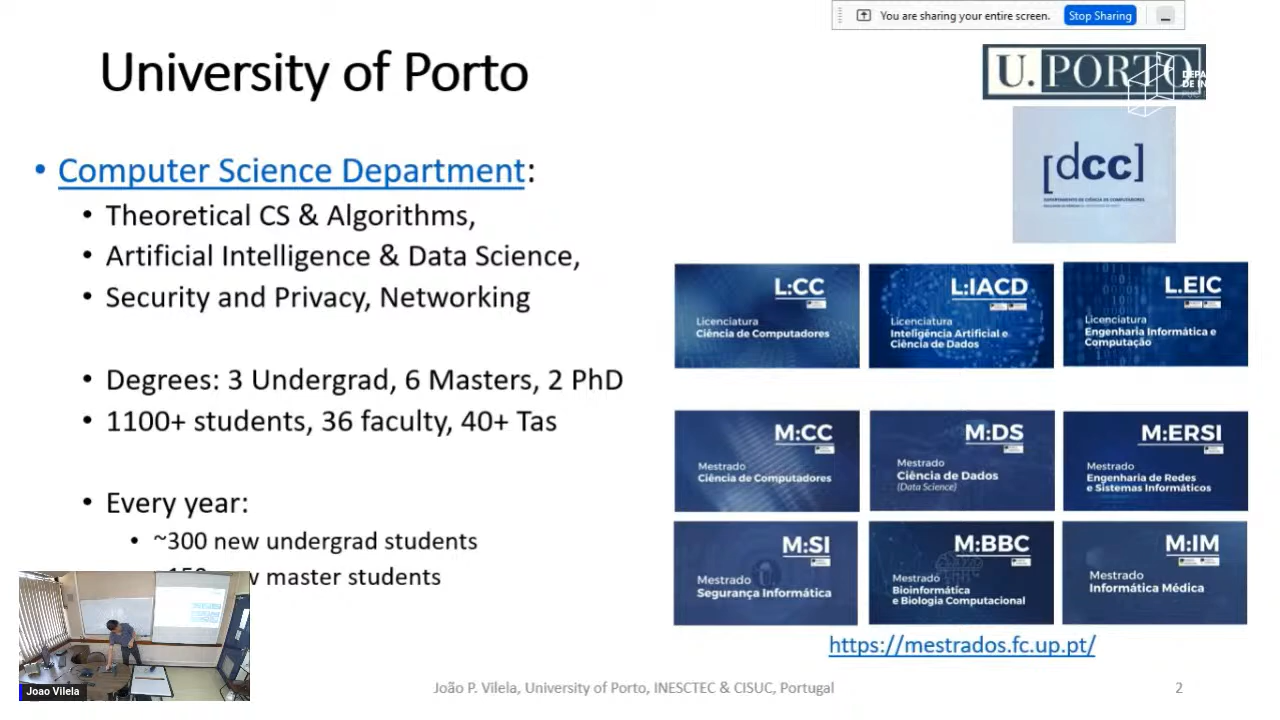 You are sharing your entire screen.
Stop Sharing
University of Porto
U. PORTO
[dcc]
• Computer Science Department:
• Theoretical CS & Algorithms,
• Artificial Intelligence & Data Science,
• Security and Privacy, Networking
• Degrees: 3 Undergrad, 6 Masters, 2 PhD
• 1100+ students, 36 faculty, 40+ Tas
• Every year:
• ~300 new undergrad students
master students
L:CC
Licenciatura
Ciência de Computadores
L:IACD
Licenciatura
Inteligência Artificial e
Ciência de Dados
L.EIC
Licenciatura
Engenharia Informática e
Computação
M:CC
Mestrado
Ciência de Computadores
M:DS
Mestrado
Ciência de Dados
(Data Science)
M:ERSI
Mestrado
Engenharia de Redes
e Sistemas Informáticos
M:SI
Mestrado
Segurança Informática
M:BBC
Mestrado
Bioinformática
e Biologia Computacional
M:IM
Mestrado
Informática Médica
https://mestrados.fc.up.pt/
Joao Vilela
João P. Vilela, University of Porto, INESCTEC & CISUC, Portugal
2